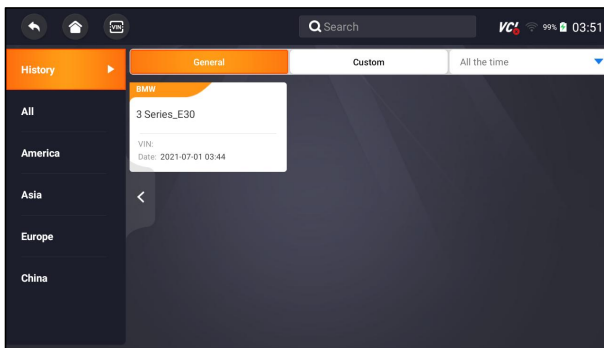 VIN
Search
VCI
99%
03:51
History
General
Custom
All the time
BMW
3 Series_E30
VIN:
Date: 2021-07-01 03:44
All
America
Asia
Europe
China